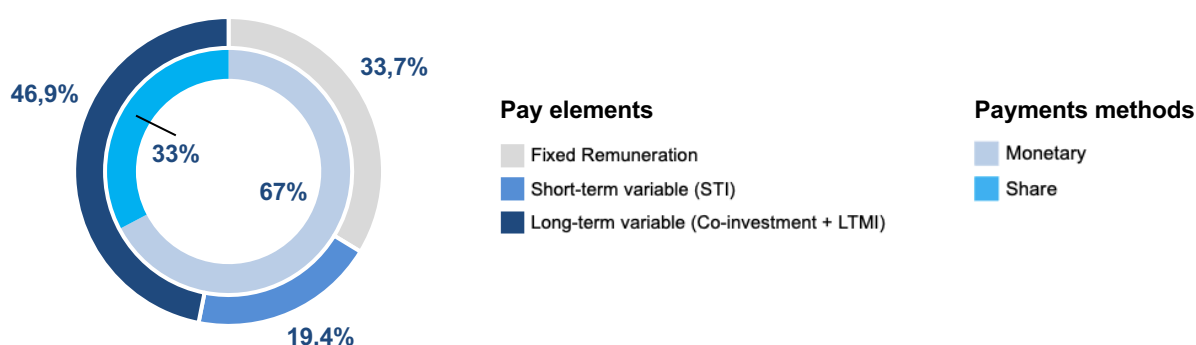 46,9%
33,7%
33%
67%
19,4%
Pay elements
Fixed Remuneration
Short-term variable (STI)
Long-term variable (Co-investment + LTMI)
Payments methods
Monetary
Share